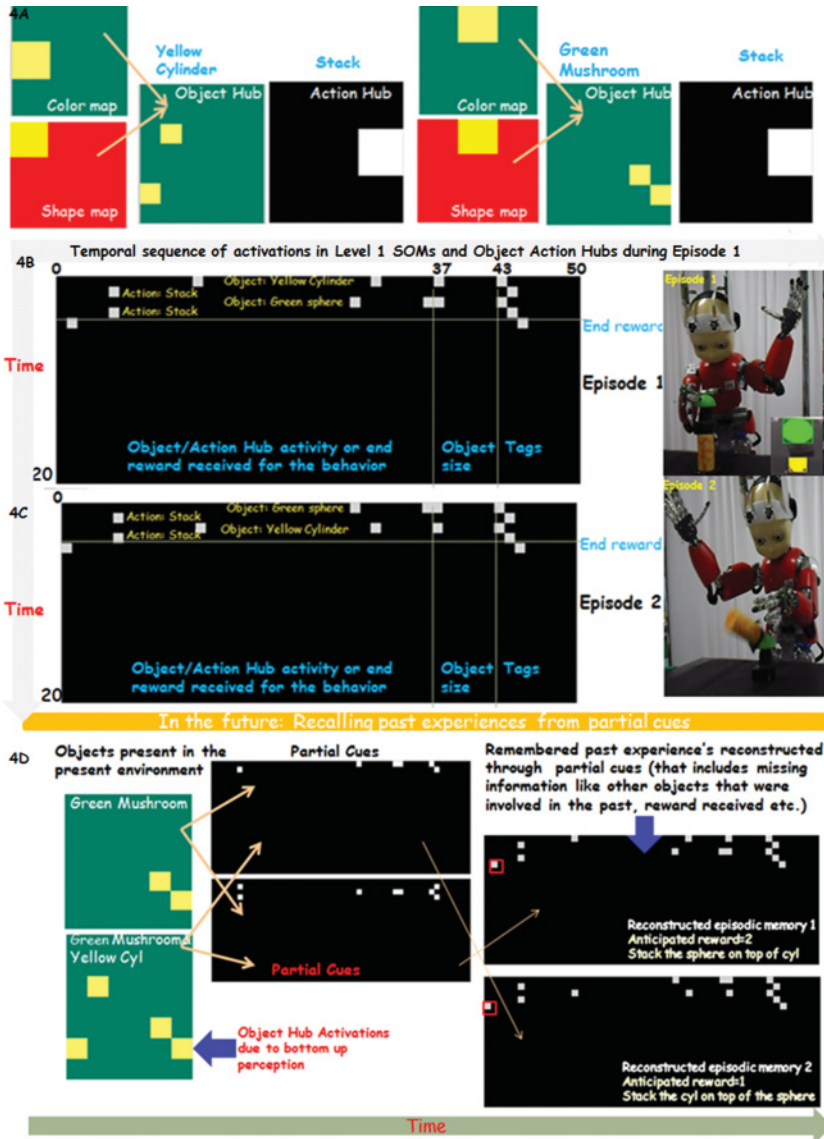 4A
Yellow
Cylinder
Stack
Green
Mushroom
Stack
Color map
Object Hub
Action Hub
Color map
Object Hub
Action Hub
Shape map
Shape map
Temporal sequence of activations in Level 1 SOMs and Object Action Hubs during Episode 1
4B
0
37
43
50
Object: Yellow Cylinder
Action: Stack
Object: Green sphere
Action: Stack
Episode 1
End reward
Time
Episode 1
Object/Action Hub activity or end
reward received for the behavior
Object
size
Tags
20
0
4C
Object: Green sphere
Action: Stack
Object: Yellow Cylinder
Action: Stack
Episode 2
End reward
Time
Episode 2
Object/Action Hub activity or end
reward received for the behavior
Object
size
Tags
20
In the future: Recalling past experiences from partial cues
4D
Objects present in the
present environment
Partial Cues
Remembered past experience's reconstructed
through partial cues (that includes missing
information like other objects that were
involved in the past, reward received etc.)
Green Mushroom
Green Mushroom&
Yellow Cyl
Partial Cues
Reconstructed episodic memory 1
Anticipated reward=2
Stack the sphere on top of cyl
Object Hub Activations
due to bottom up
perception
Reconstructed episodic memory 2
Anticipated reward=1
Stack the cyl on top of the sphere
Time